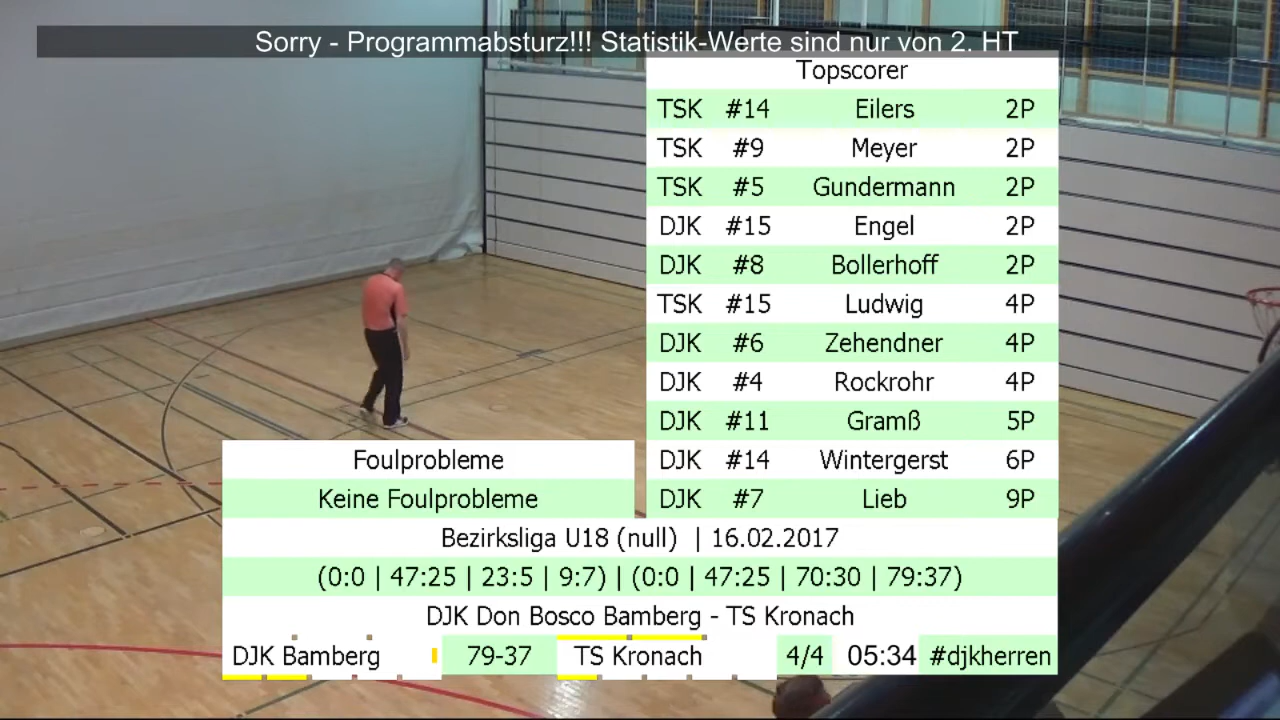 Sorry - Programmabsturz!!! Statistik-Werte sind nur von 2. HT
Topscorer
TSK #14 Eilers 2P
TSK #9 Meyer 2P
TSK #5 Gundermann 2P
DJK #15 Engel 2P
DJK #8 Bollerhoff 2P
TSK #15 Ludwig 4P
DJK #6 Zehendner 4P
DJK #4 Rockrohr 4P
DJK #11 Gramß 5P
DJK #14 Wintergerst 6P
DJK #7 Lieb 9P
Foulprobleme
Keine Foulprobleme
Bezirksliga U18 (null) | 16.02.2017
(0:0 | 47:25 | 23:5 | 9:7) | (0:0 | 47:25 | 70:30 | 79:37)
DJK Don Bosco Bamberg - TS Kronach
DJK Bamberg 79-37 TS Kronach 4/4 05:34 #djkherren